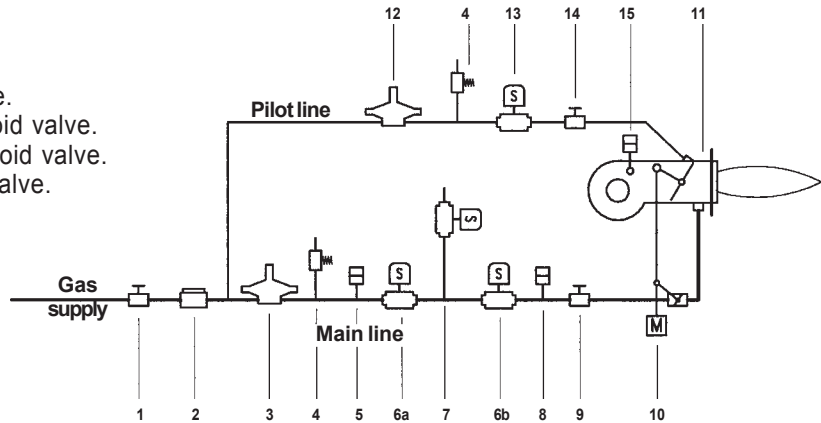 12 4 13 14 15 11
e.
oid valve.
oid valve.
alve.
Pilot line
S
S
Gas
supply
S
S
Main line
M
1 2 3 4 5 6a 7 6b 8 9 10